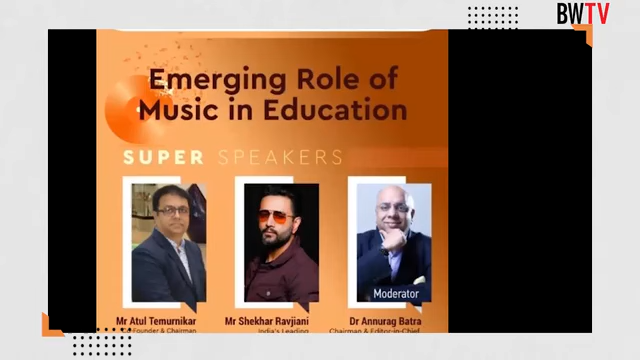 BWTV
Emerging Role of
Music in Education
SUPER SPEAKERS
Moderator
Mr Atul Temurnikar
Mr Shekhar Ravjiani
Dr Annurag Batra
Founder & Chairman
India's Leading
Chairman & Editor-in-Chief